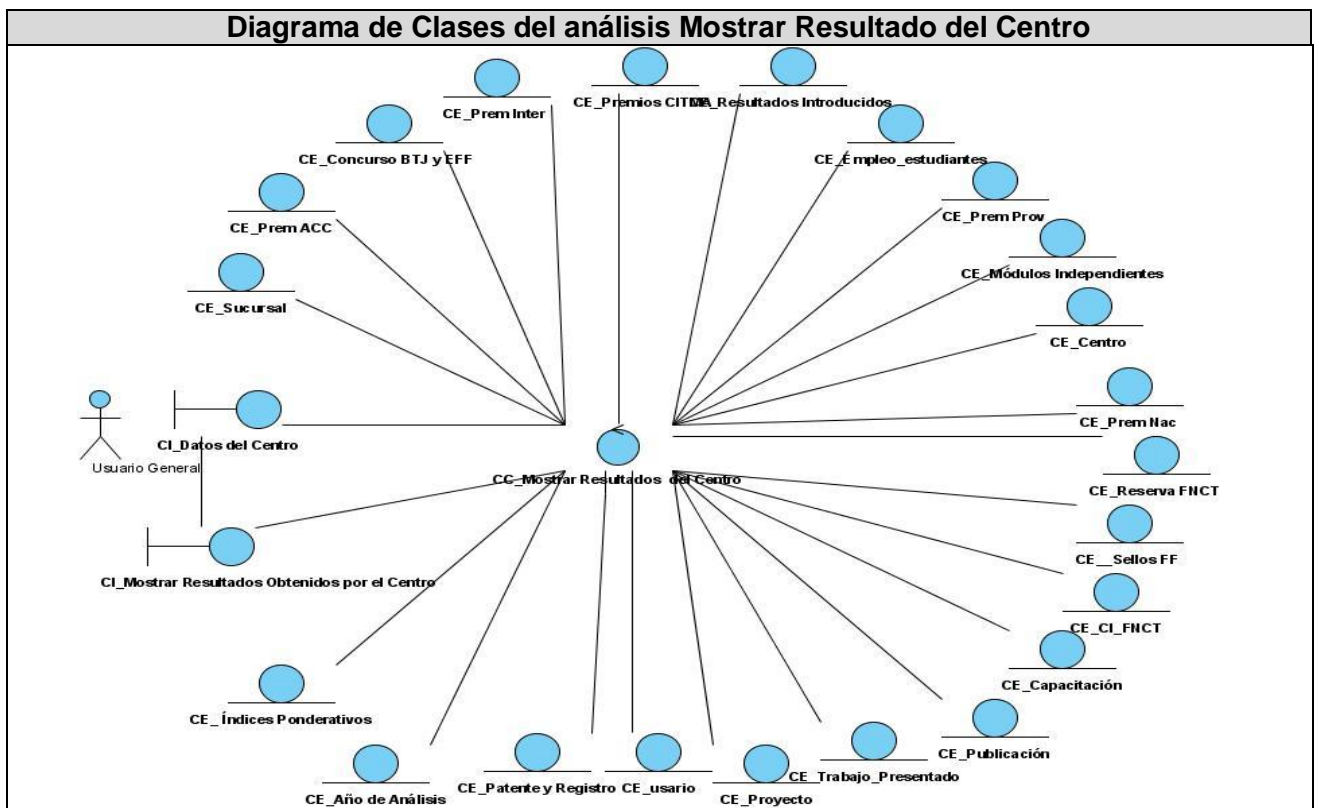 Diagrama de Clases del análisis Mostrar Resultado del Centro
CE_Premios CITMA_Resultados Introducidos
CE_Prem Inter
CE_Concurso BTJ y EFF
CE_Empleo_estudiantes
CE_Prem ACC
CE_Prem Prov
CE_Módulos Independientes
CE_Sucursal
CE_Centro
CE_Prem Nac
CI_Datos del Centro
Usuario General
CC_Mostrar Resultados del Centro
CE_Reserva FNCT
CE__Sellos FF
CI_Mostrar Resultados Obtenidos por el Centro
CE_CI_FNCT
CE_Capacitación
CE_Índices Ponderativos
CE_Publicación
CE_Trabajo_Presentado
CE_Patente y Registro
CE_usario
CE_Año de Análisis
CE_Proyecto